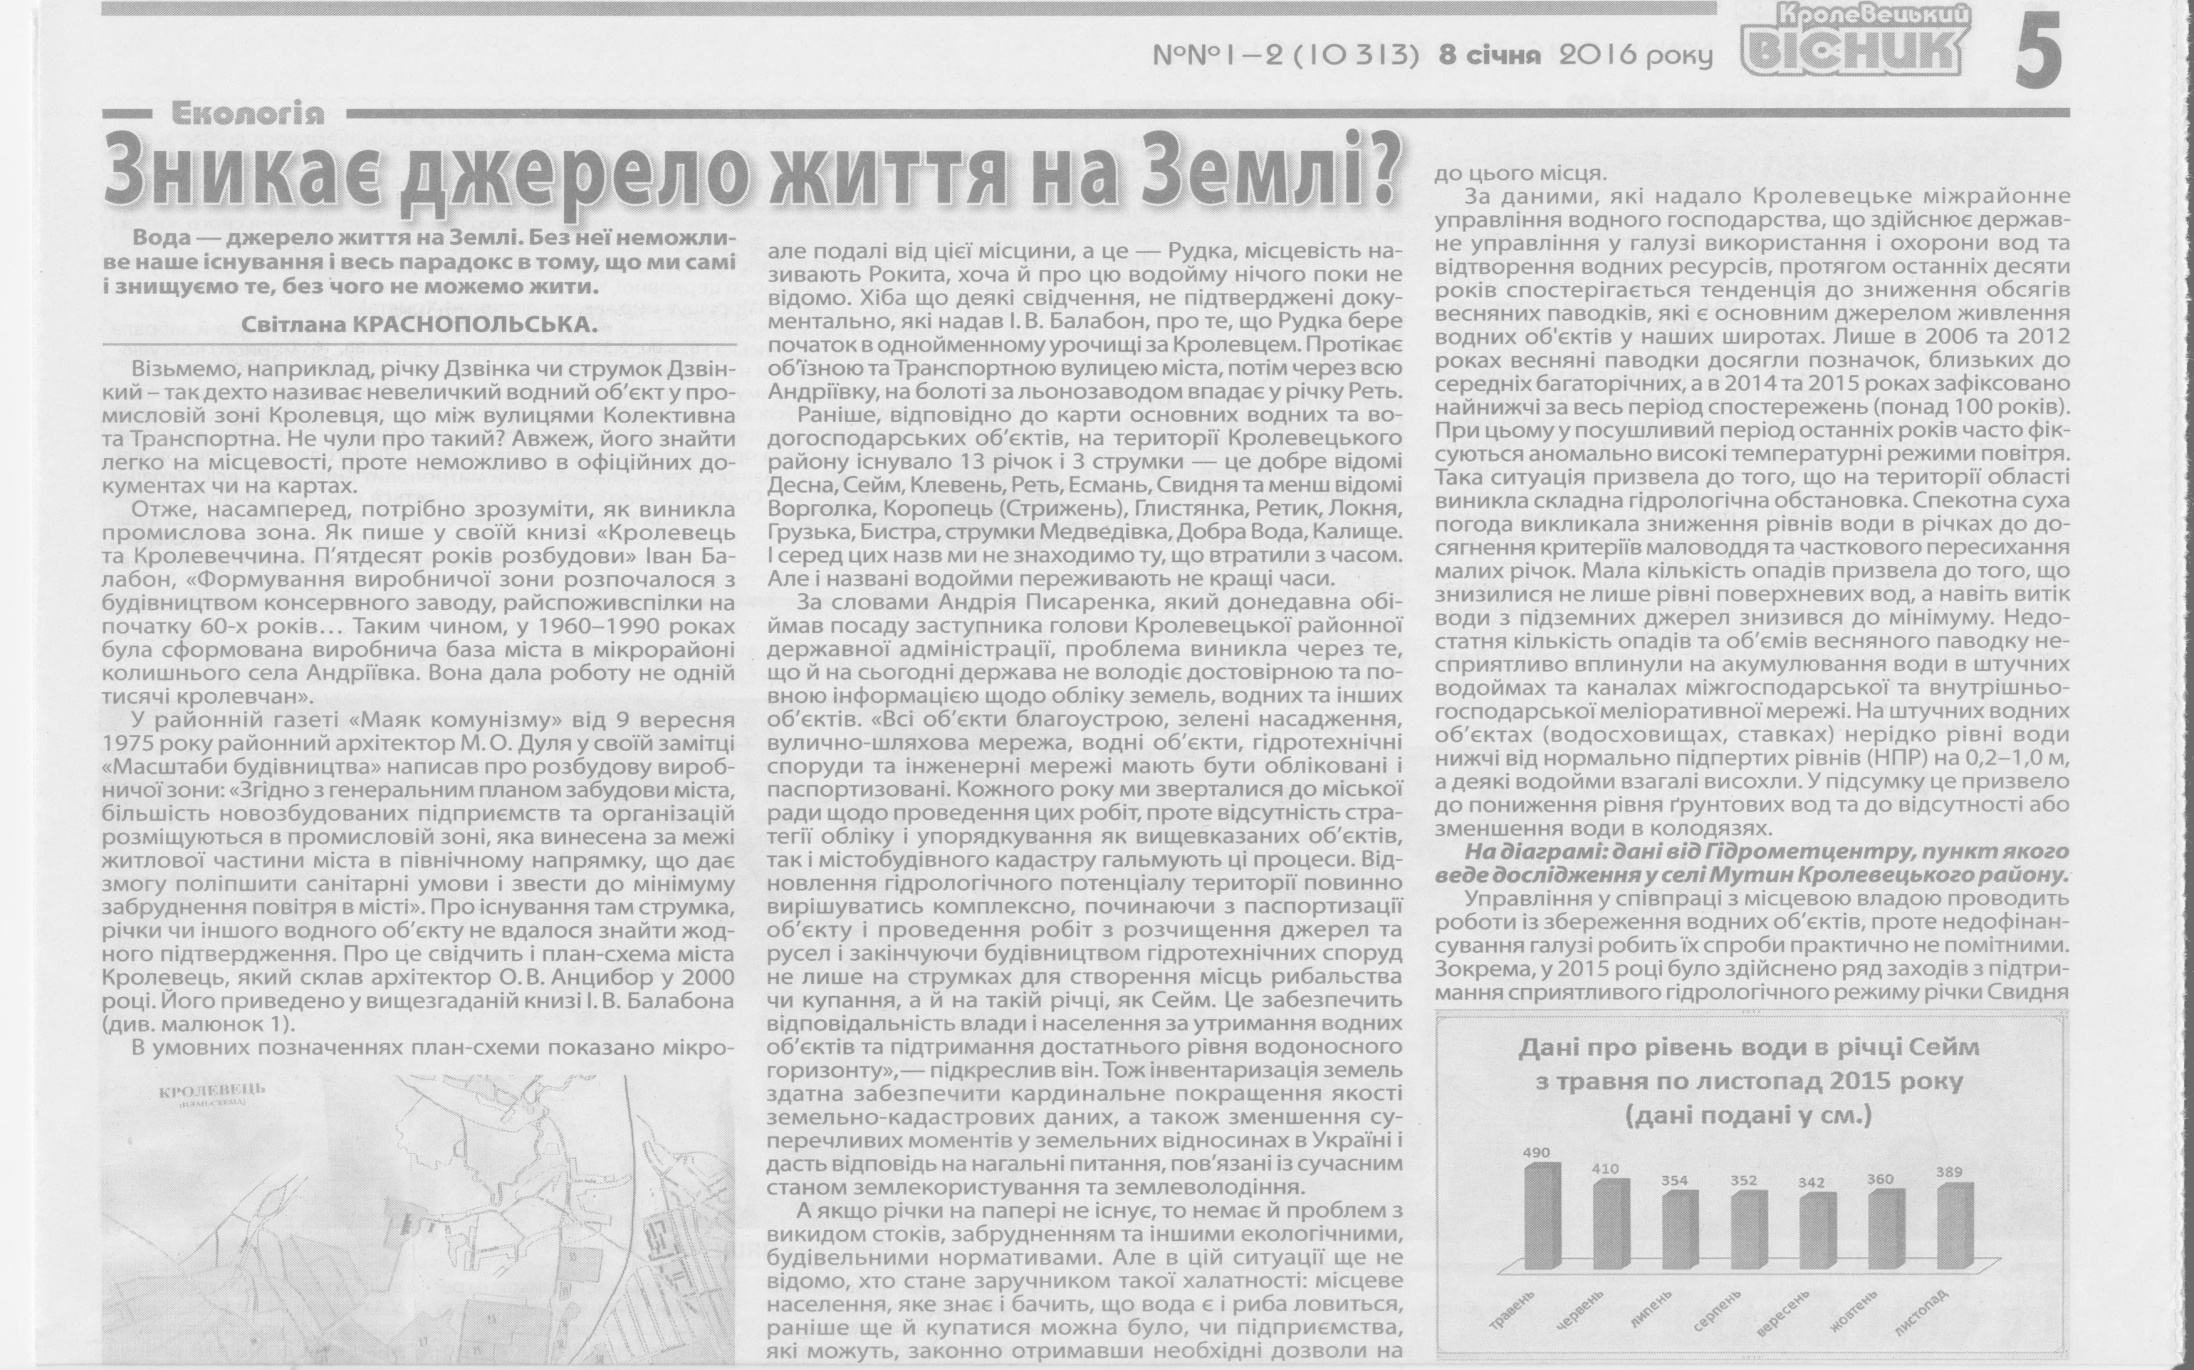 №№1–2 (10 313) 8 січня 2016 року
Кролевецький
ВІСНИК
5
Екологія
Зникає джерело життя на Землі?
Вода — джерело життя на Землі. Без неї неможли-
ве наше існування і весь парадокс в тому, що ми самі
і знищуємо те, без чого не можемо жити.
Світлана КРАСНОПОЛЬСЬКА.
Візьмемо, наприклад, річку Дзвінка чи струмок Дзвін-
кий – так дехто називає невеличкий водний об’єкт у про-
мисловій зоні Кролевця, що між вулицями Колективна
та Транспортна. Не чули про такий? Авжеж, його знайти
легко на місцевості, проте неможливо в офіційних до-
кументах чи на картах.
Отже, насамперед, потрібно зрозуміти, як виникла
промислова зона. Як пише у своїй книзі «Кролевець
та Кролевеччина. П’ятдесят років розбудови» Іван Ба-
лабон, «Формування виробничої зони розпочалося з
будівництвом консервного заводу, райспоживспілки на
початку 60-х років... Таким чином, у 1960–1990 роках
була сформована виробнича база міста в мікрорайоні
колишнього села Андріївка. Вона дала роботу не одній
тисячі кролевчан».
У районній газеті «Маяк комунізму» від 9 вересня
1975 року районний архітектор М. О. Дуля у своїй замітці
«Масштаби будівництва» написав про розбудову вироб-
ничої зони: «Згідно з генеральним планом забудови міста,
більшість новозбудованих підприємств та організацій
розміщуються в промисловій зоні, яка винесена за межі
житлової частини міста в північному напрямку, що дає
змогу поліпшити санітарні умови і звести до мінімуму
забруднення повітря в місті». Про існування там струмка,
річки чи іншого водного об’єкту не вдалося знайти жод-
ного підтвердження. Про це свідчить і план-схема міста
Кролевець, який склав архітектор О. В. Анцибор у 2000
році. Його приведено у вищезгаданій книзі І. В. Балабона
(див. малюнок 1).
В умовних позначеннях план-схеми показано мікро-
КРОЛЕВЕЦЬ
(ПЛАН-СХЕМА)
але подалі від цієї місцини, а це — Рудка, місцевість на-
зивають Рокита, хоча й про цю водойму нічого поки не
відомо. Хіба що деякі свідчення, не підтверджені доку-
ментально, які надав І. В. Балабон, про те, що Рудка бере
початок в однойменному урочищі за Кролевцем. Протікає
об’їзною та Транспортною вулицею міста, потім через всю
Андріївку, на болоті за льонозаводом впадає у річку Реть.
Раніше, відповідно до карти основних водних та во-
догосподарських об’єктів, на території Кролевецького
району існувало 13 річок і 3 струмки — це добре відомі
Десна, Сейм, Клевень, Реть, Есмань, Свидня та менш відомі
Ворголка, Коропець (Стрижень), Глистянка, Ретик, Локня,
Грузька, Бистра, струмки Медведівка, Добра Вода, Калище.
І серед цих назв ми не знаходимо ту, що втратили з часом.
Але і названі водойми переживають не кращі часи.
За словами Андрія Писаренка, який донедавна обі-
ймав посаду заступника голови Кролевецької районної
державної адміністрації, проблема виникла через те,
що й на сьогодні держава не володіє достовірною та по-
вною інформацією щодо обліку земель, водних та інших
об’єктів. «Всі об’єкти благоустрою, зелені насадження,
вулично-шляхова мережа, водні об’єкти, гідротехнічні
споруди та інженерні мережі мають бути обліковані і
паспортизовані. Кожного року ми зверталися до міської
ради щодо проведення цих робіт, проте відсутність стра-
тегії обліку і упорядкування як вищевказаних об’єктів,
так і містобудівного кадастру гальмують ці процеси. Від-
новлення гідрологічного потенціалу території повинно
вирішуватись комплексно, починаючи з паспортизації
об’єкту і проведення робіт з розчищення джерел та
русел і закінчуючи будівництвом гідротехнічних споруд
не лише на струмках для створення місць рибальства
чи купання, а й на такій річці, як Сейм. Це забезпечить
відповідальність влади і населення за утримання водних
об’єктів та підтримання достатнього рівня водоносного
горизонту»,— підкреслив він. Тож інвентаризація земель
здатна забезпечити кардинальне покращення якості
земельно-кадастрових даних, а також зменшення су-
перечливих моментів у земельних відносинах в Україні і
дасть відповідь на нагальні питання, пов’язані із сучасним
станом землекористування та землеволодіння.
А якщо річки на папері не існує, то немає й проблем з
викидом стоків, забрудненням та іншими екологічними,
будівельними нормативами. Але в цій ситуації ще не
відомо, хто стане заручником такої халатності: місцеве
населення, яке знає і бачить, що вода є і риба ловиться,
раніше ще й купатися можна було, чи підприємства,
які можуть, законно отримавши необхідні дозволи на
до цього місця.
За даними, які надало Кролевецьке міжрайонне
управління водного господарства, що здійснює держав-
не управління у галузі використання і охорони вод та
відтворення водних ресурсів, протягом останніх десяти
років спостерігається тенденція до зниження обсягів
весняних паводків, які є основним джерелом живлення
водних об'єктів у наших широтах. Лише в 2006 та 2012
роках весняні паводки досягли позначок, близьких до
середніх багаторічних, а в 2014 та 2015 роках зафіксовано
найнижчі за весь період спостережень (понад 100 років).
При цьому у посушливий період останніх років часто фік-
суються аномально високі температурні режими повітря.
Така ситуація призвела до того, що на території області
виникла складна гідрологічна обстановка. Спекотна суха
погода викликала зниження рівнів води в річках до до-
сягнення критеріїв маловоддя та часткового пересихання
малих річок. Мала кількість опадів призвела до того, що
знизилися не лише рівні поверхневих вод, а навіть витік
води з підземних джерел знизився до мінімуму. Недо-
статня кількість опадів та об’ємів весняного паводку не-
сприятливо вплинули на акумулювання води в штучних
водоймах та каналах міжгосподарської та внутрішньо-
господарської меліоративної мережі. На штучних водних
об’єктах (водосховищах, ставках) нерідко рівні води
нижчі від нормально підпертих рівнів (НПР) на 0,2–1,0 м,
а деякі водойми взагалі висохли. У підсумку це призвело
до пониження рівня ґрунтових вод та до відсутності або
зменшення води в колодязях.
На діаграмі: дані від Гідрометцентру, пункт якого
веде дослідження у селі Мутин Кролевецького району.
Управління у співпраці з місцевою владою проводить
роботи із збереження водних об’єктів, проте недофінан-
сування галузі робить їх спроби практично не помітними.
Зокрема, у 2015 році було здійснено ряд заходів з підтри-
мання сприятливого гідрологічного режиму річки Свидня
Дані про рівень води в річці Сейм
з травня по листопад 2015 року
(дані подані у см.)
490 410 354 352 342 360 389
травень червень липень серпень вересень жовтень листопад